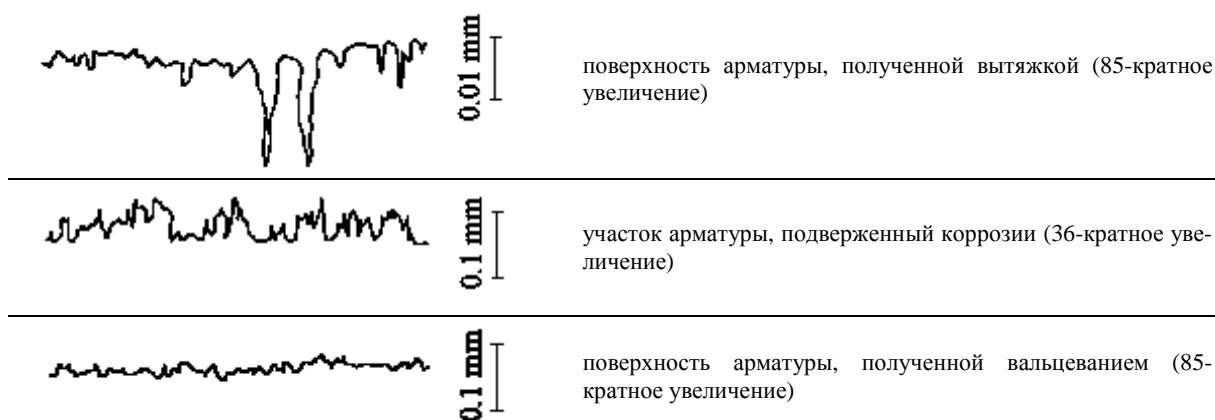 0.01 mm
поверхность арматуры, полученной вытяжкой (85-кратное
увеличение)
0.1 mm
участок арматуры, подверженный коррозии (36-кратное уве-
личение)
0.1 mm
поверхность арматуры, полученной вальцеванием (85-
кратное увеличение)